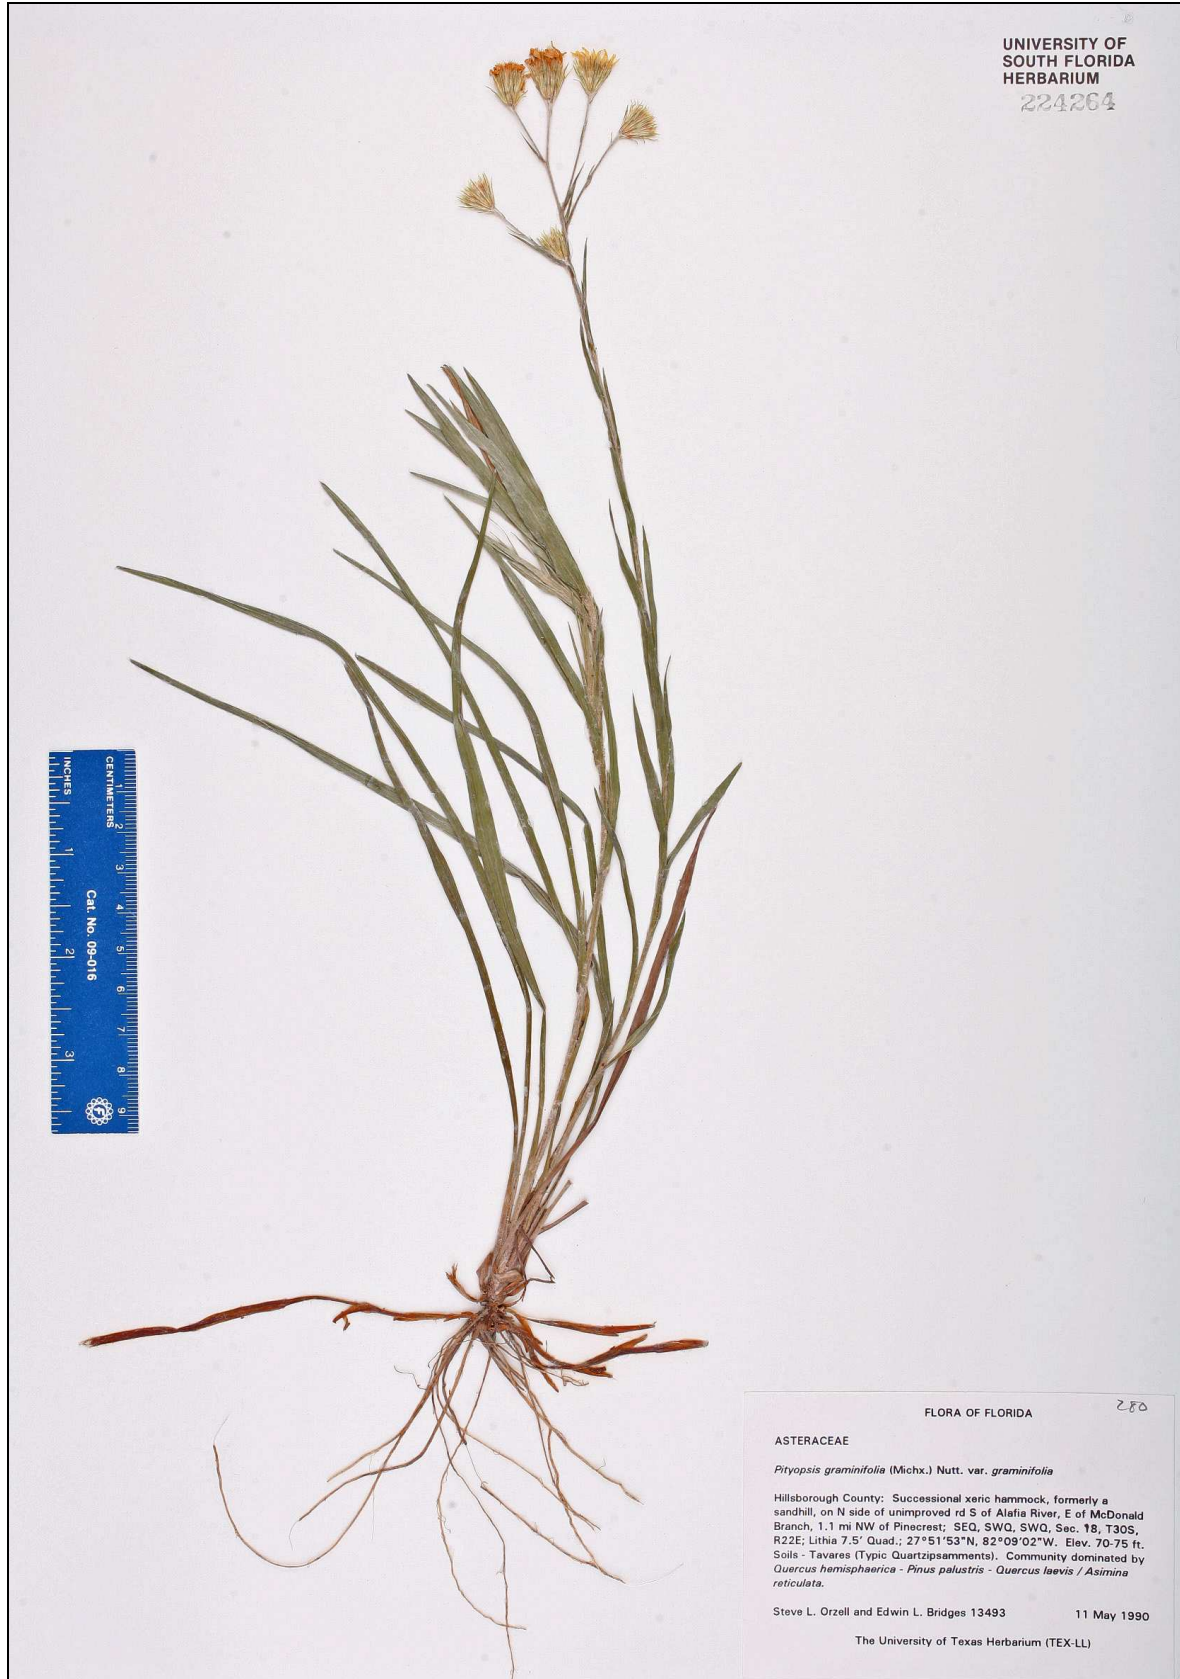 UNIVERSITY OF
SOUTH FLORIDA
HERBARIUM
224264
INCHES
CENTIMETERS
1
2
3
1
2
3
4
5
6
7
8
9
Cat. No. 09-016
FLORA OF FLORIDA
280
ASTERACEAE
Pityopsis graminifolia (Michx.) Nutt. var. graminifolia
Hillsborough County: Successional xeric hammock, formerly a
sandhill, on N side of unimproved rd S of Alafia River, E of McDonald
Branch, 1.1 mi NW of Pinecrest; SEQ, SWQ, SWQ, Sec. 18, T30S,
R22E; Lithia 7.5' Quad.; 27°51'53"N, 82°09'02"W. Elev. 70-75 ft.
Soils - Tavares (Typic Quartzipsamments). Community dominated by
Quercus hemisphaerica - Pinus palustris - Quercus laevis / Asimina
reticulata.
Steve L. Orzell and Edwin L. Bridges 13493 11 May 1990
The University of Texas Herbarium (TEX-LL)